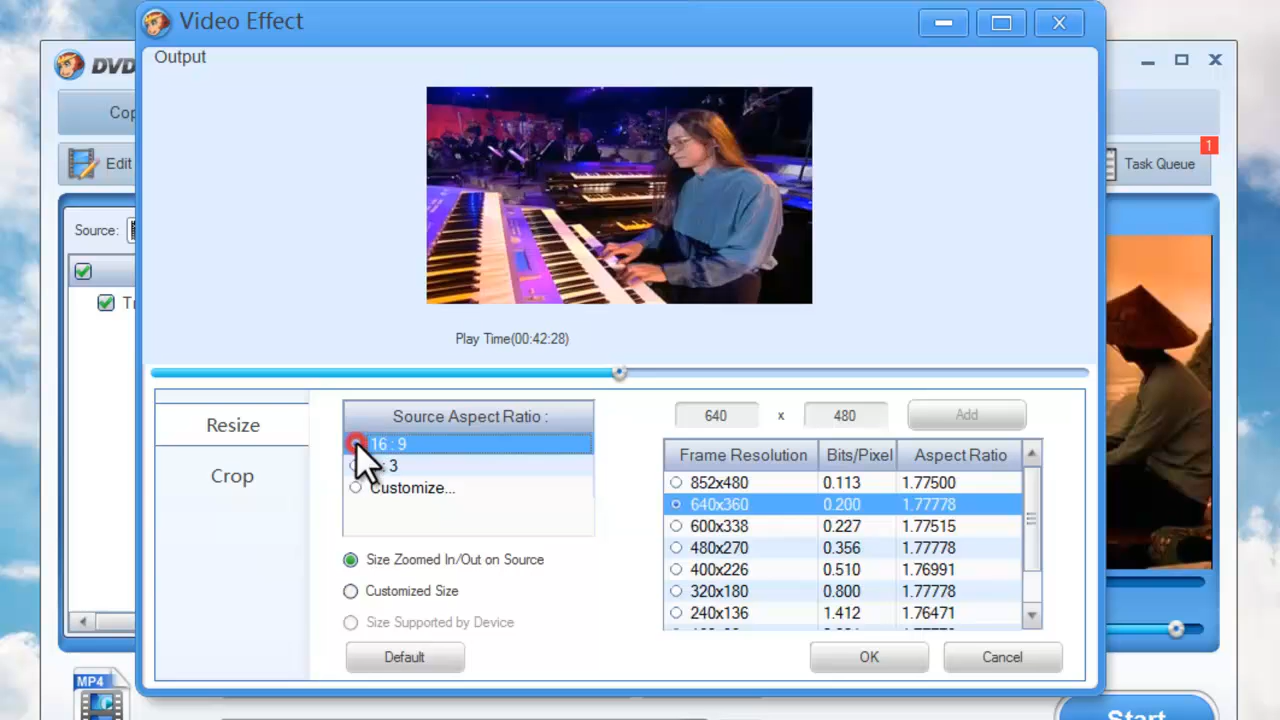 Video Effect
Output
DVD
Cop
Edit
Task Queue
1
Source:
Play Time(00:42:28)
Resize
Crop
Source Aspect Ratio :
16 : 9
: 3
Customize...
Size Zoomed In/Out on Source
Customized Size
Size Supported by Device
Default
640 x 480 Add
Frame Resolution Bits/Pixel Aspect Ratio
852x480 0.113 1.77500
640x360 0.200 1.77778
600x338 0.227 1.77515
480x270 0.356 1.77778
400x226 0.510 1.76991
320x180 0.800 1.77778
240x136 1.412 1.76471
OK
Cancel
MP4
Start